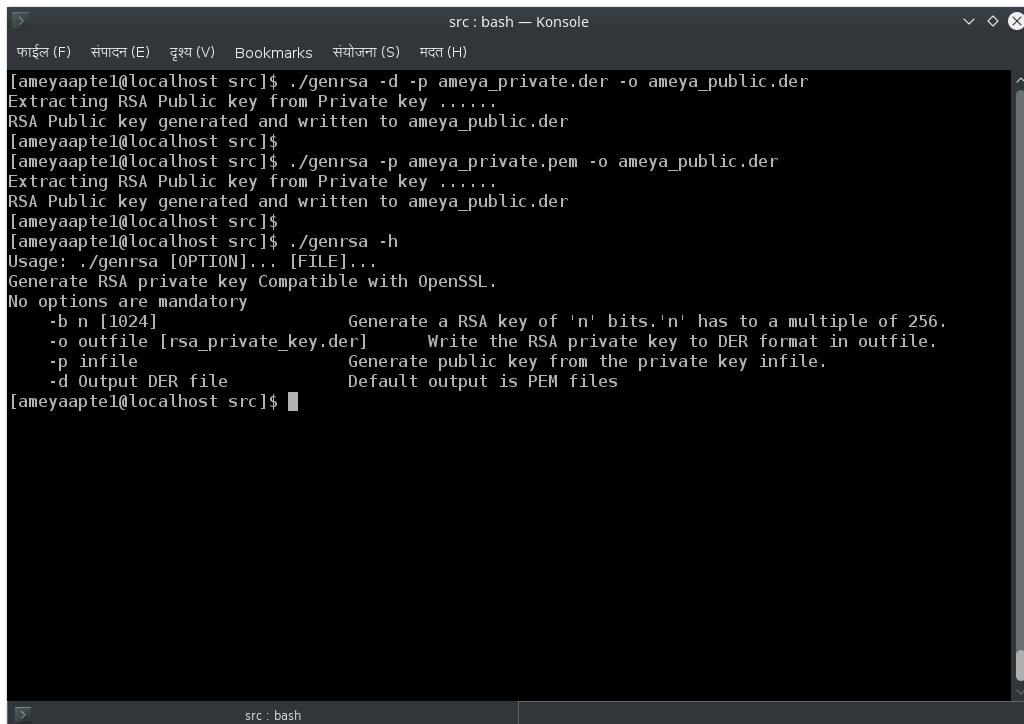 src : bash — Konsole
फाईल (F) संपादन (E) दृश्य (V) Bookmarks संयोजना (S) मदत (H)
[ameyaapte1@localhost src]$ ./genrsa -d -p ameya_private.der -o ameya_public.der
Extracting RSA Public key from Private key ......
RSA Public key generated and written to ameya_public.der
[ameyaapte1@localhost src]$
[ameyaapte1@localhost src]$ ./genrsa -p ameya_private.pem -o ameya_public.der
Extracting RSA Public key from Private key ......
RSA Public key generated and written to ameya_public.der
[ameyaapte1@localhost src]$
[ameyaapte1@localhost src]$ ./genrsa -h
Usage: ./genrsa [OPTION]... [FILE]...
Generate RSA private key Compatible with OpenSSL.
No options are mandatory
    -b n [1024]                   Generate a RSA key of 'n' bits.'n' has to a multiple of 256.
    -o outfile [rsa_private_key.der]      Write the RSA private key to DER format in outfile.
    -p infile                     Generate public key from the private key infile.
    -d Output DER file            Default output is PEM files
[ameyaapte1@localhost src]$
src : bash